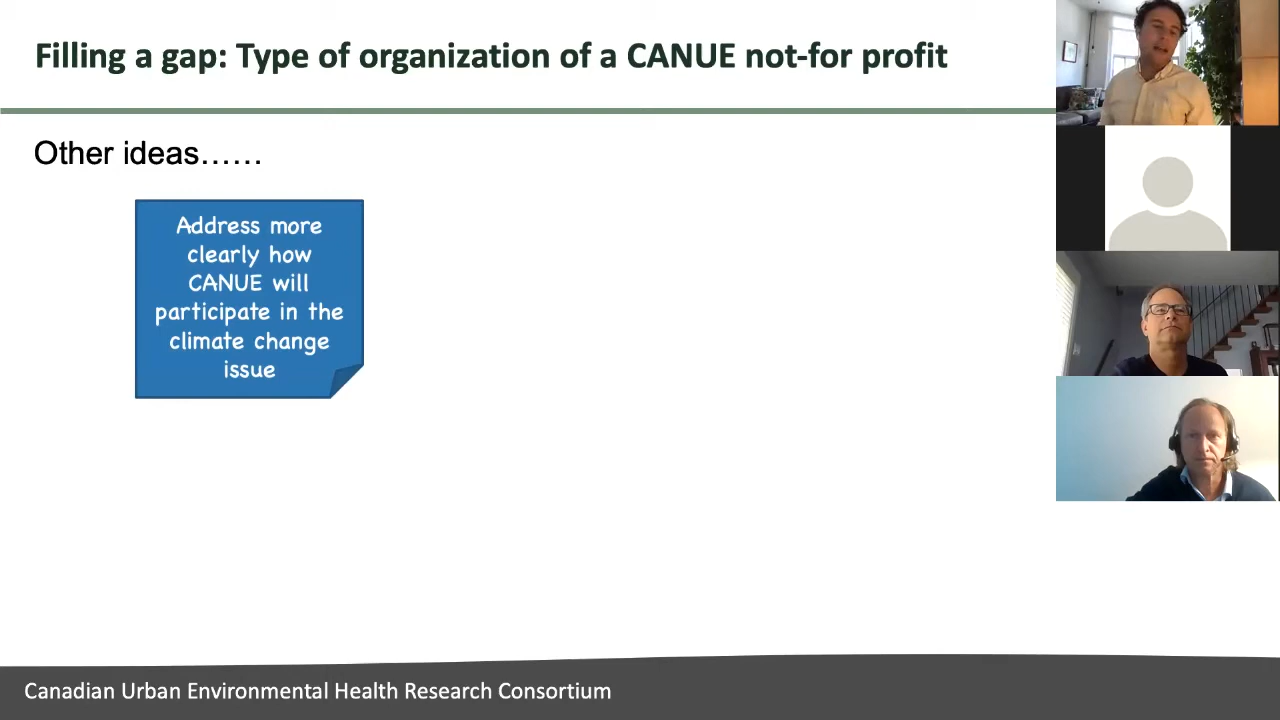 Filling a gap: Type of organization of a CANUE not-for profit
Other ideas......
Address more
clearly how
CANUE will
participate in the
climate change
issue
Canadian Urban Environmental Health Research Consortium